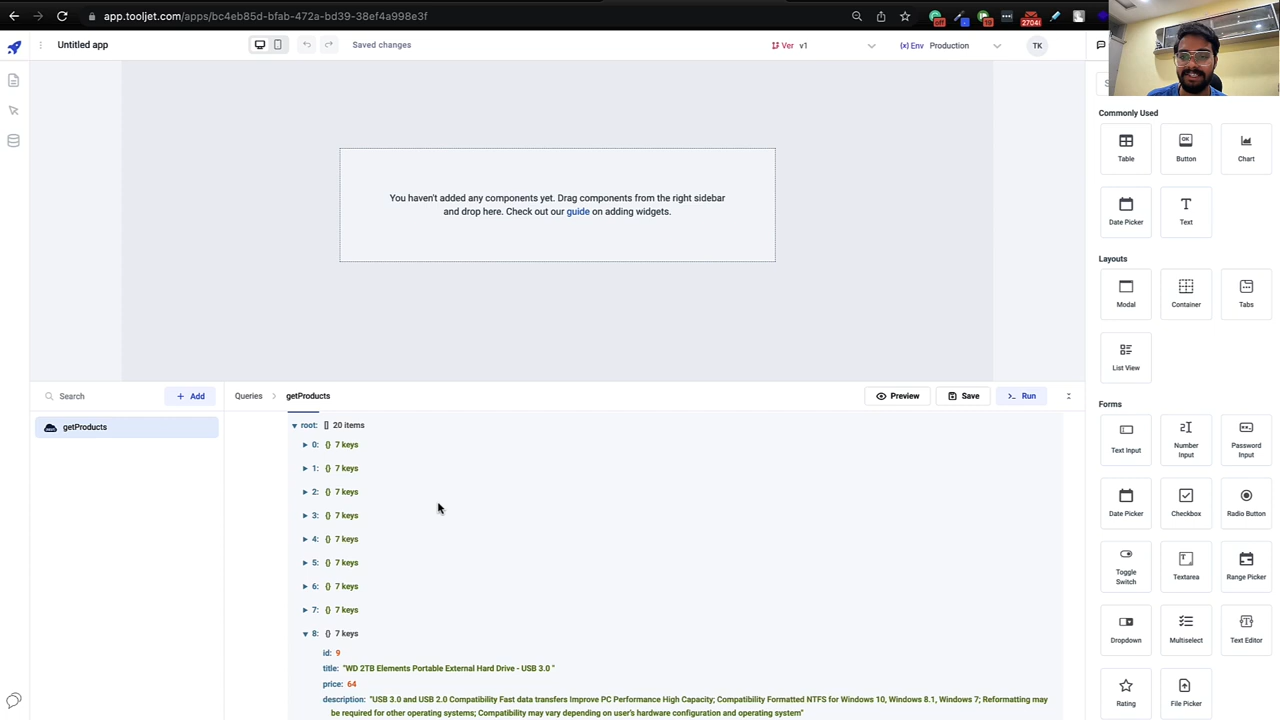 app.tooljet.com/apps/bc4eb85d-bfab-472a-bd39-38ef4a998e3f
Untitled app
Saved changes
Ver v1
{x} Env Production
TK
You haven't added any components yet. Drag components from the right sidebar
and drop here. Check out our guide on adding widgets.
Commonly Used
Table
Button
Chart
Date Picker
Text
Layouts
Modal
Container
Tabs
List View
Forms
Text Input
Number
Input
Password
Input
Date Picker
Checkbox
Radio Button
Toggle
Switch
Textarea
Range Picker
Dropdown
Multiselect
Text Editor
Rating
File Picker
Search
+ Add
Queries > getProducts
Preview
Save
Run
getProducts
root: [] 20 items
0: {} 7 keys
1: {} 7 keys
2: {} 7 keys
3: {} 7 keys
4: {} 7 keys
5: {} 7 keys
6: {} 7 keys
7: {} 7 keys
8: {} 7 keys
id: 9
title: "WD 2TB Elements Portable External Hard Drive - USB 3.0 "
price: 64
description: "USB 3.0 and USB 2.0 Compatibility Fast data transfers Improve PC Performance High Capacity; Compatibility Formatted NTFS for Windows 10, Windows 8.1, Windows 7; Reformatting may
be required for other operating systems; Compatibility may vary depending on user's hardware configuration and operating system"